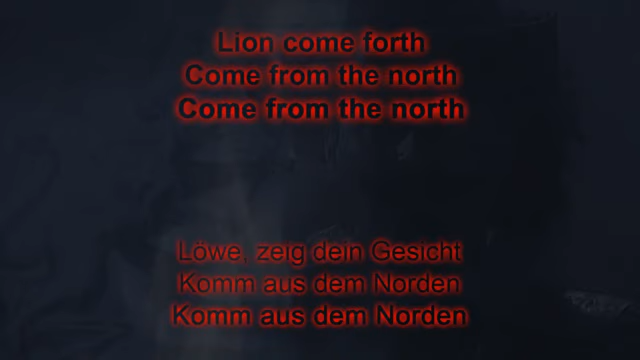 Lion come forth
Come from the north
Come from the north
Löwe, zeig dein Gesicht
Komm aus dem Norden
Komm aus dem Norden